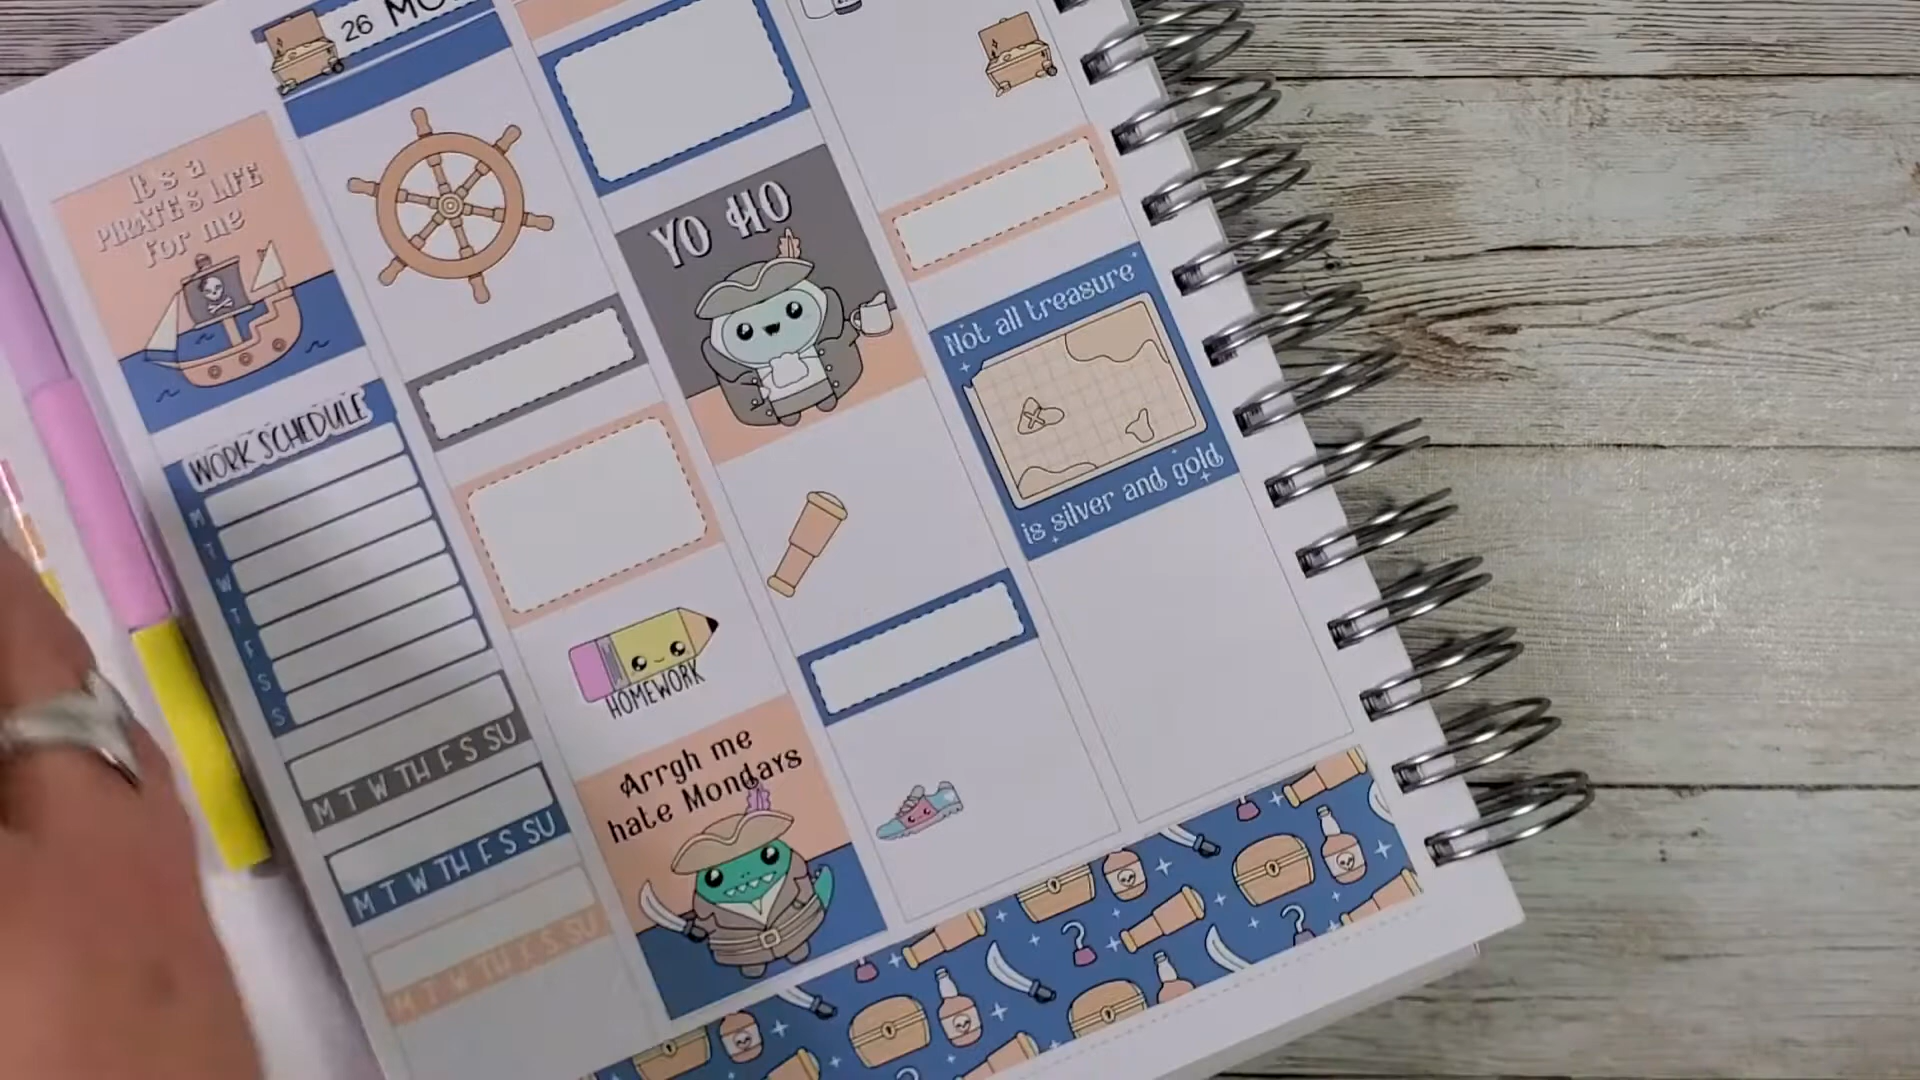 26 MO
It's a
PIRATE'S LIFE
for me
WORK SCHEDULE
M
T
W
T
F
S
S
M T W TH F S SU
M T W TH F S SU
HOMEWORK
Arrgh me
hate Mondays
YO HO
Not all treasure
is silver and gold